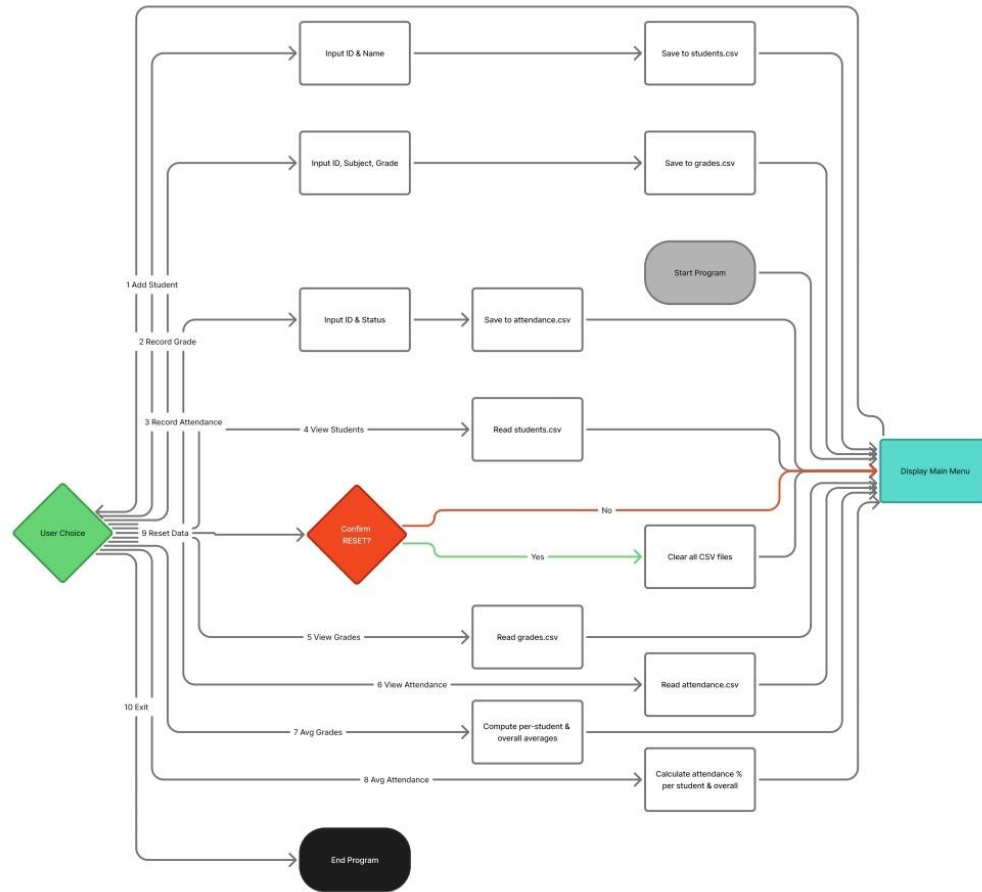 Input ID & Name
Save to students.csv
Input ID, Subject, Grade
Save to grades.csv
Start Program
1 Add Student
Input ID & Status
Save to attendance.csv
2 Record Grade
3 Record Attendance
4 View Students
Read students.csv
Display Main Menu
No
User Choice
9 Reset Data
Confirm
RESET?
Yes
Clear all CSV files
5 View Grades
Read grades.csv
6 View Attendance
Read attendance.csv
10 Exit
7 Avg Grades
Compute per-student &
overall averages
8 Avg Attendance
Calculate attendance %
per student & overall
End Program